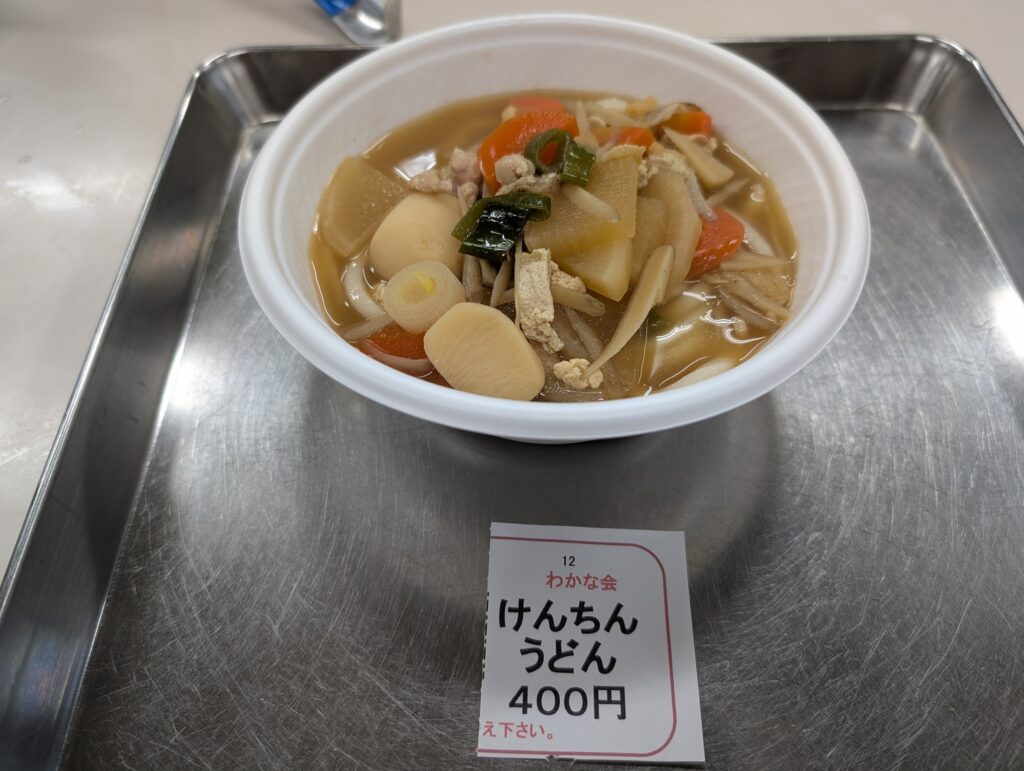 12
わかな会
けんちん
うどん
400円
え下さい。